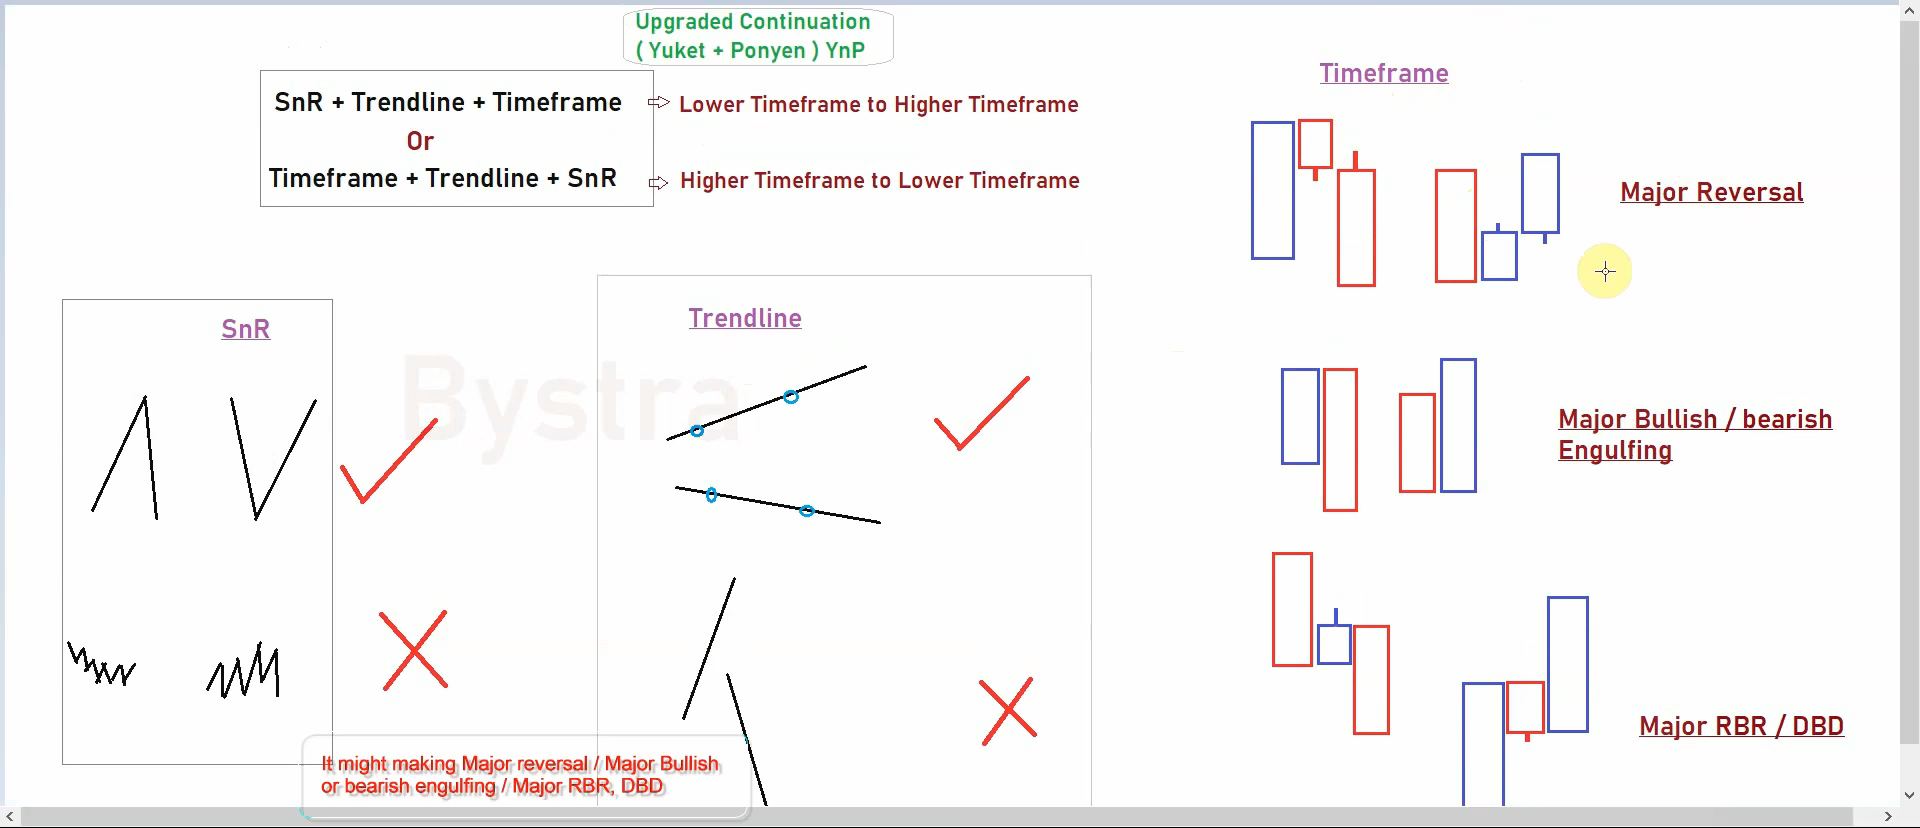 Upgraded Continuation
( Yuket + Ponyen ) YnP
SnR + Trendline + Timeframe
Lower Timeframe to Higher Timeframe
Or
Timeframe + Trendline + SnR
Higher Timeframe to Lower Timeframe
Timeframe
Major Reversal
SnR
Trendline
Bystra
Major Bullish / bearish
Engulfing
Major RBR / DBD
It might making Major reversal / Major Bullish
or bearish engulfing / Major RBR, DBD